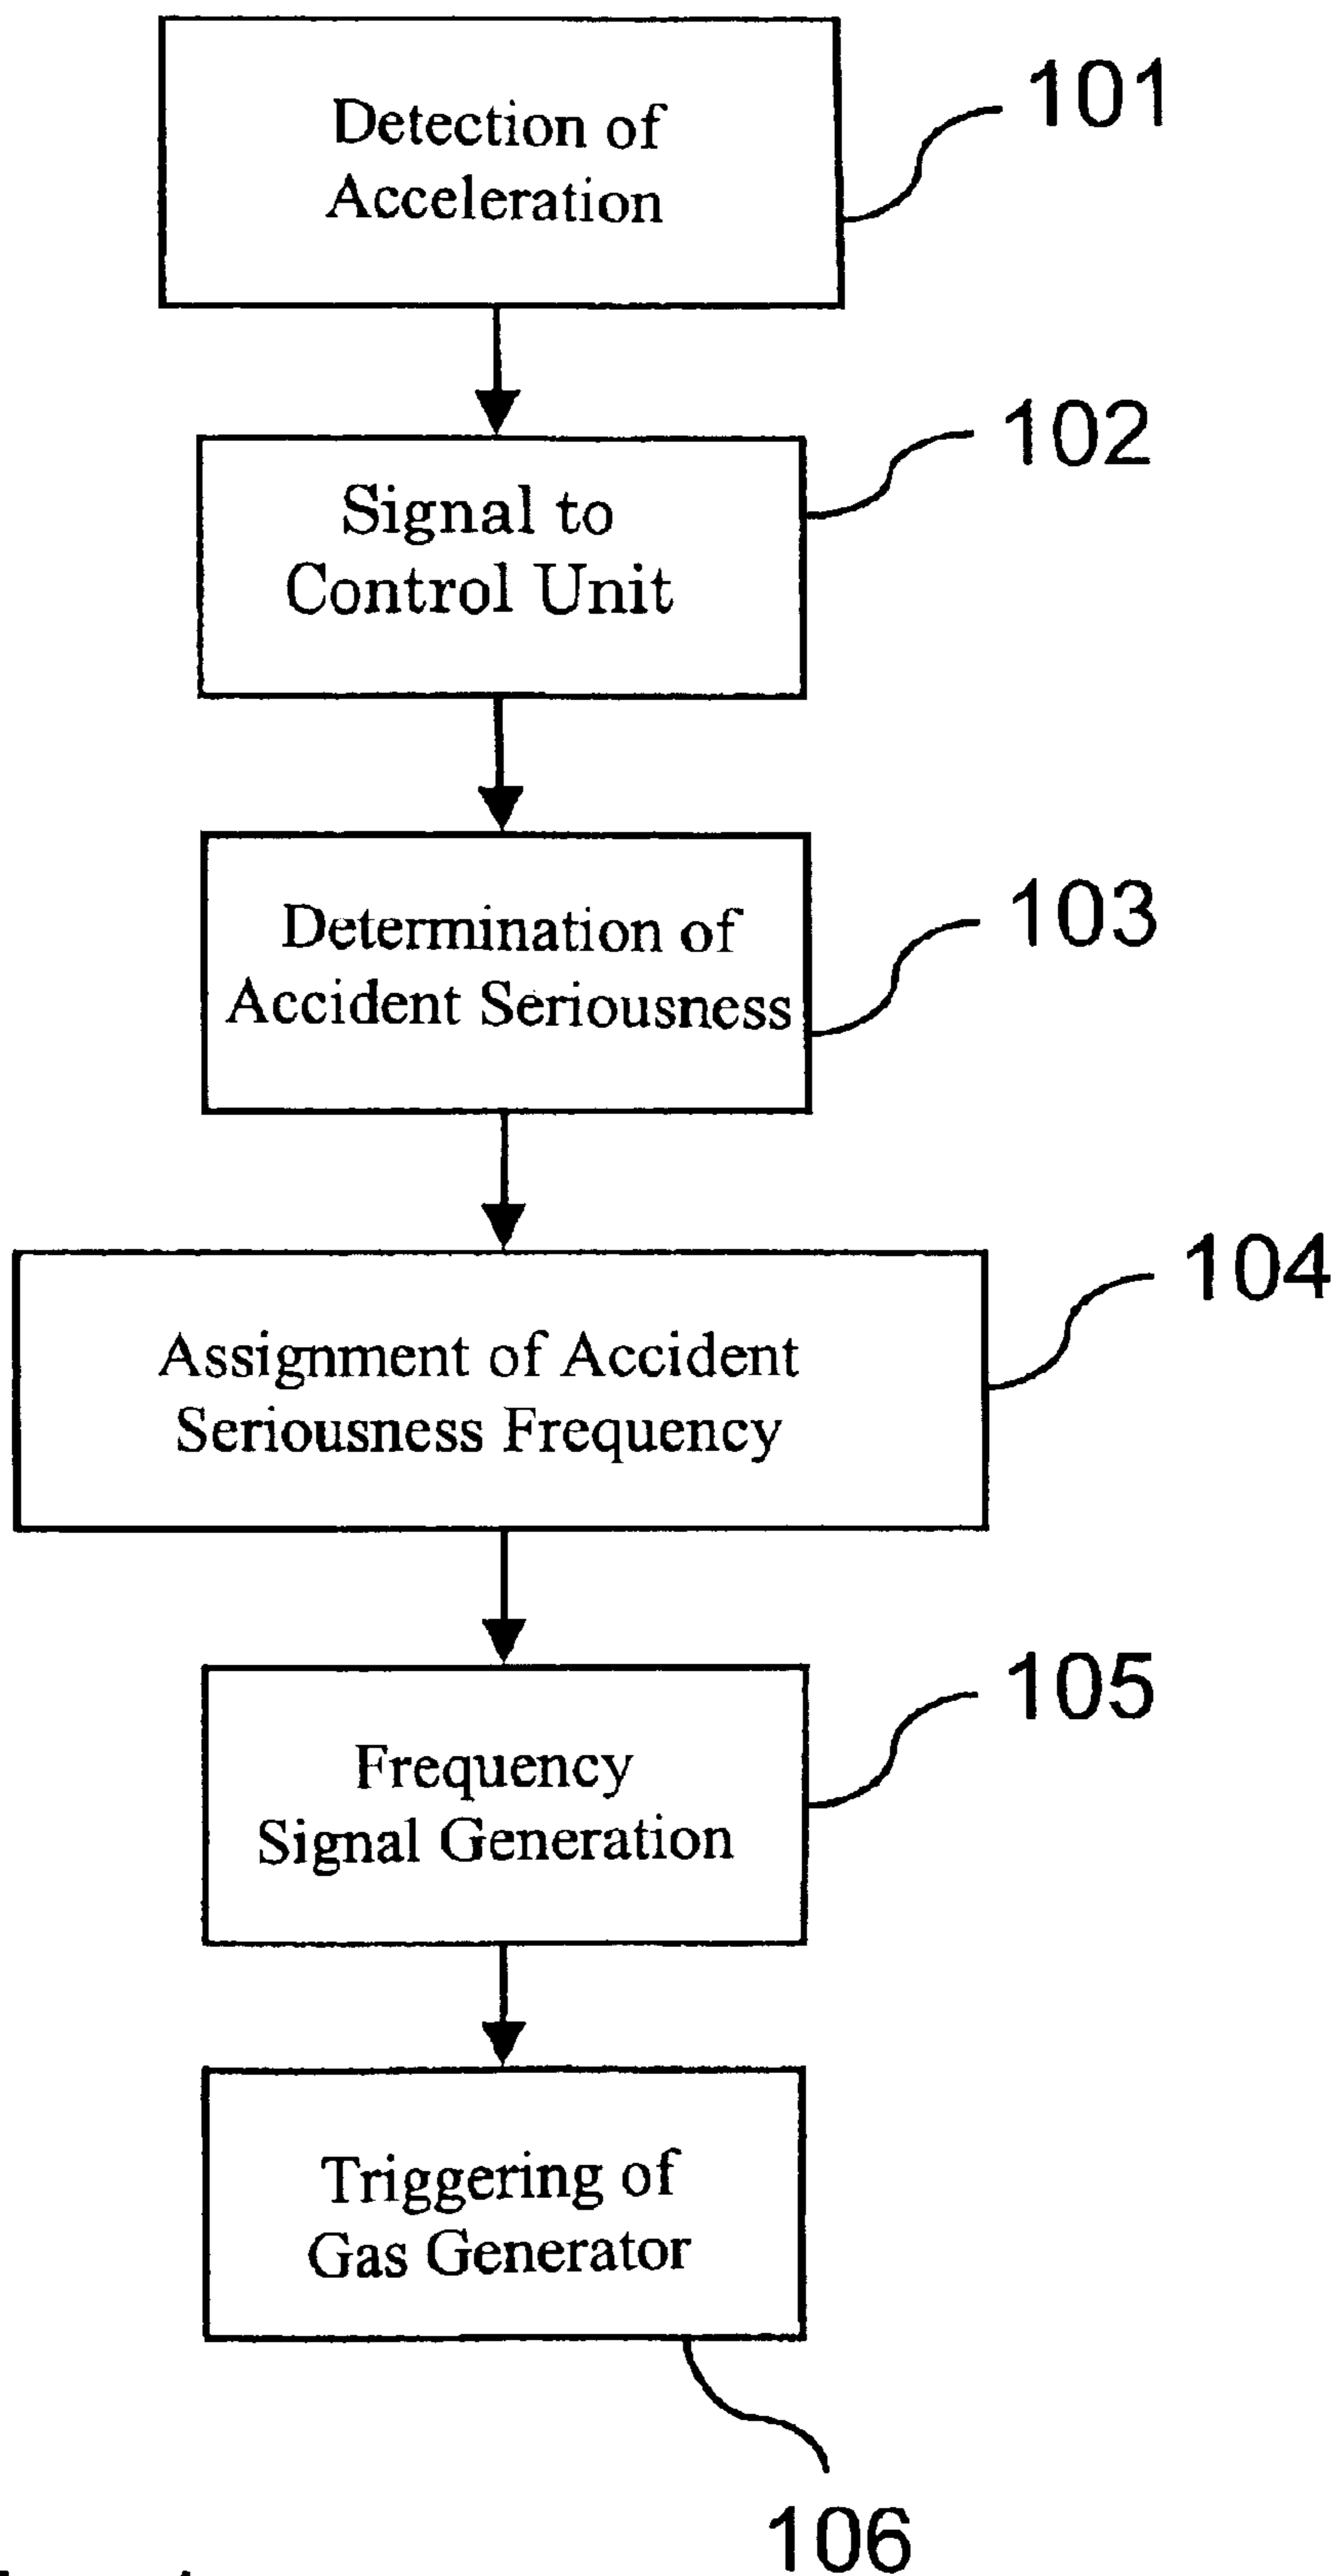 Detection of
Acceleration
101
Signal to
Control Unit
102
Determination of
Accident Seriousness
103
Assignment of Accident
Seriousness Frequency
104
Frequency
Signal Generation
105
Triggering of
Gas Generator
106